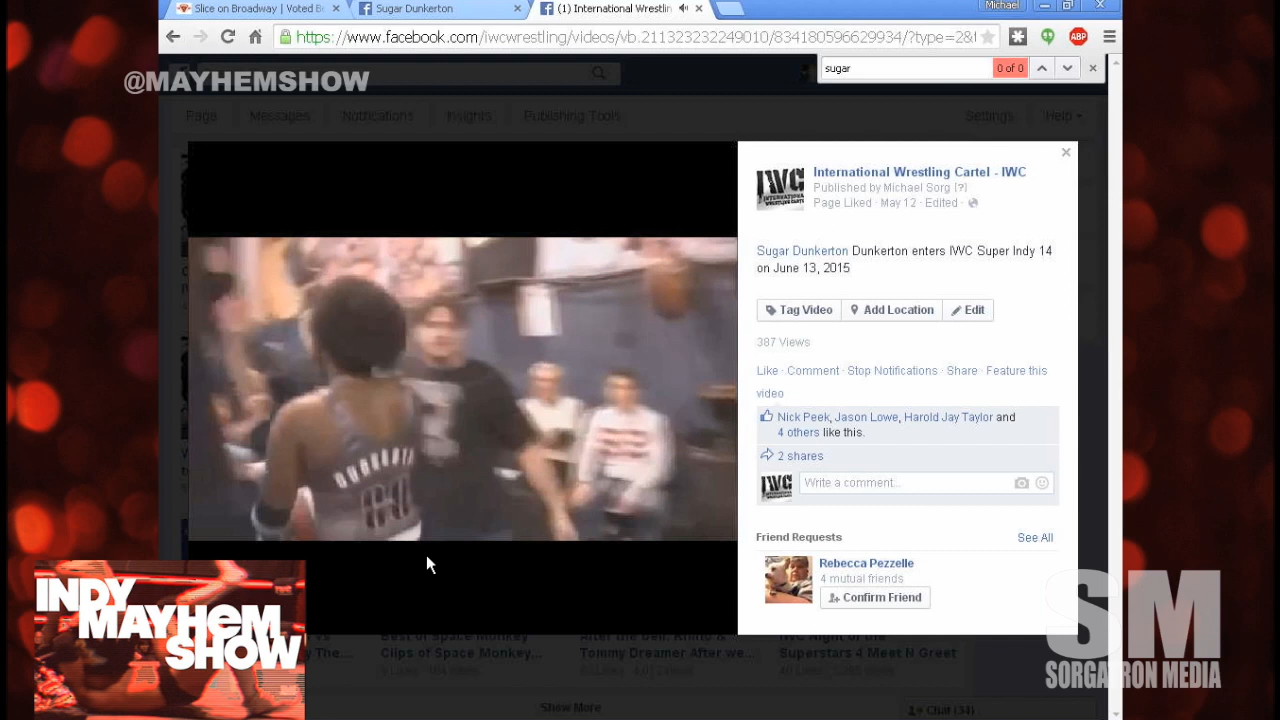 Slice on Broadway | Voted B
Sugar Dunkerton
(1) International Wrestlin
Michael
https://www.facebook.com/iwcwrestling/videos/vb.211323232249010/834180596629934/?type=2&
ABP
sugar
0 of 0
@MAYHEMSHOW
Page
Messages
Notifications
Insights
Publishing Tools
Settings
Help
IWC
International Wrestling Cartel - IWC
Published by Michael Sorg [?]
Page Liked · May 12 · Edited ·
Sugar Dunkerton Dunkerton enters IWC Super Indy 14
on June 13, 2015
Tag Video
Add Location
Edit
387 Views
Like · Comment · Stop Notifications · Share · Feature this
video
Nick Peek, Jason Lowe, Harold Jay Taylor and
4 others like this.
2 shares
IWC
Write a comment...
Friend Requests
See All
Rebecca Pezzelle
4 mutual friends
Confirm Friend
INDY
MAYHEM
SHOW
Best of Space Monkey
Clips of Space Monkey...
After the bell: Rhino &
Tommy Dreamer After we...
IWC Night of the
Superstars 4 Meet N Greet
Show More
Chat (34)
SM
SORGATRON MEDIA